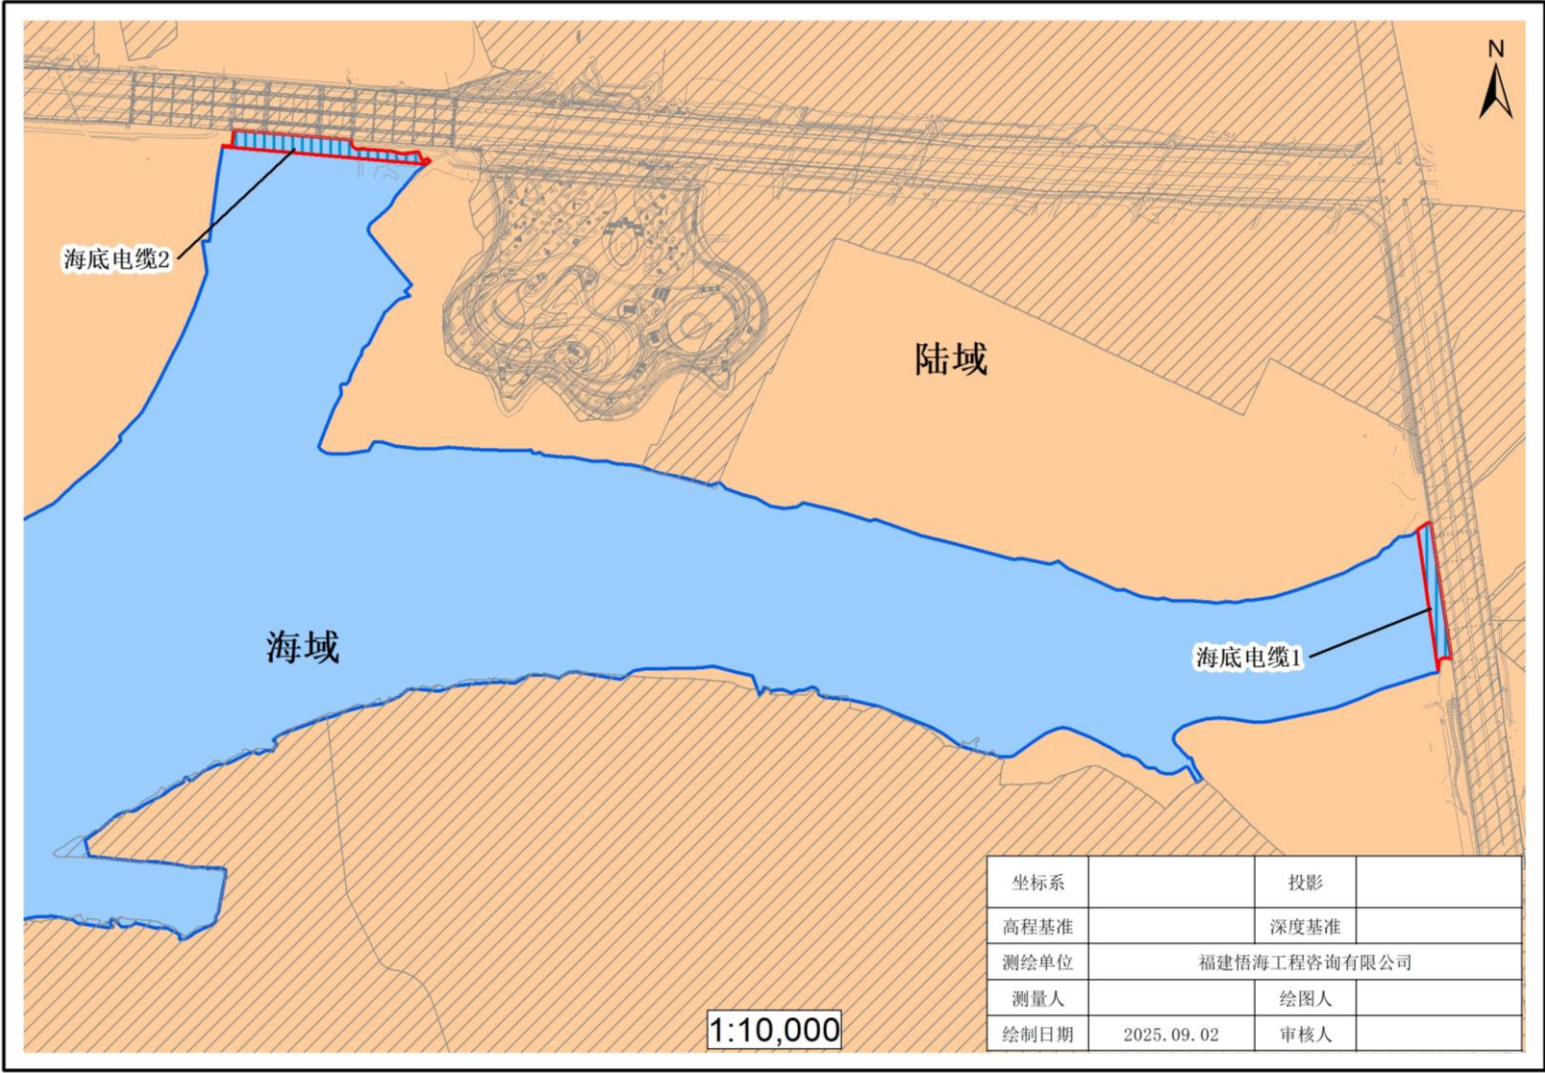 N
海底电缆2
陆域
海域
海底电缆1
坐标系 投影
高程基准 深度基准
测绘单位 福建悟海工程咨询有限公司
测量人 绘图人
绘制日期 2025.09.02 审核人
1:10,000